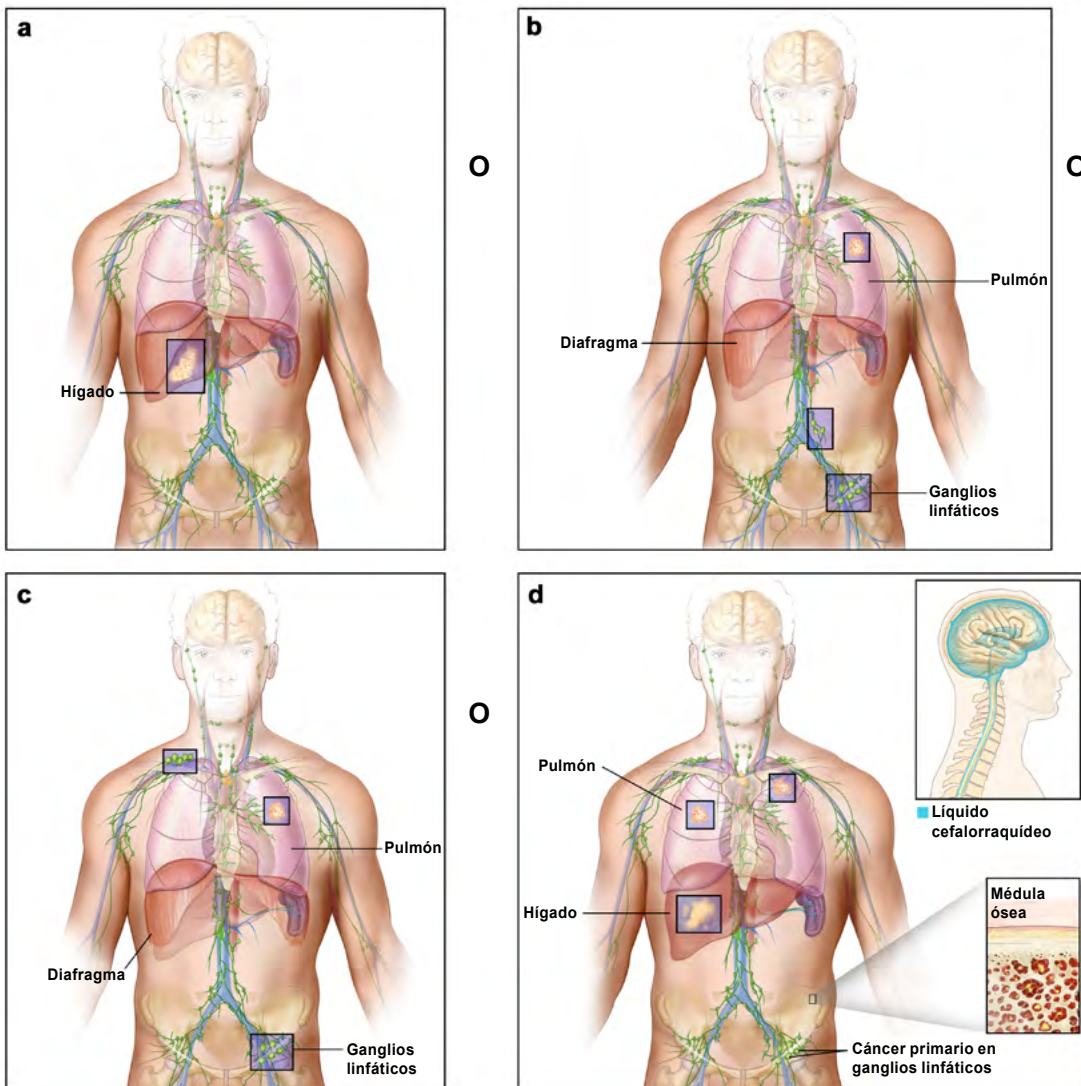 a
Hígado
O
b
Pulmón
Diafragma
Ganglios
linfáticos
O
c
Pulmón
Diafragma
Ganglios
linfáticos
O
d
Pulmón
Líquido
cefalorraquídeo
Hígado
Médula
ósea
Cáncer primario en
ganglios linfáticos